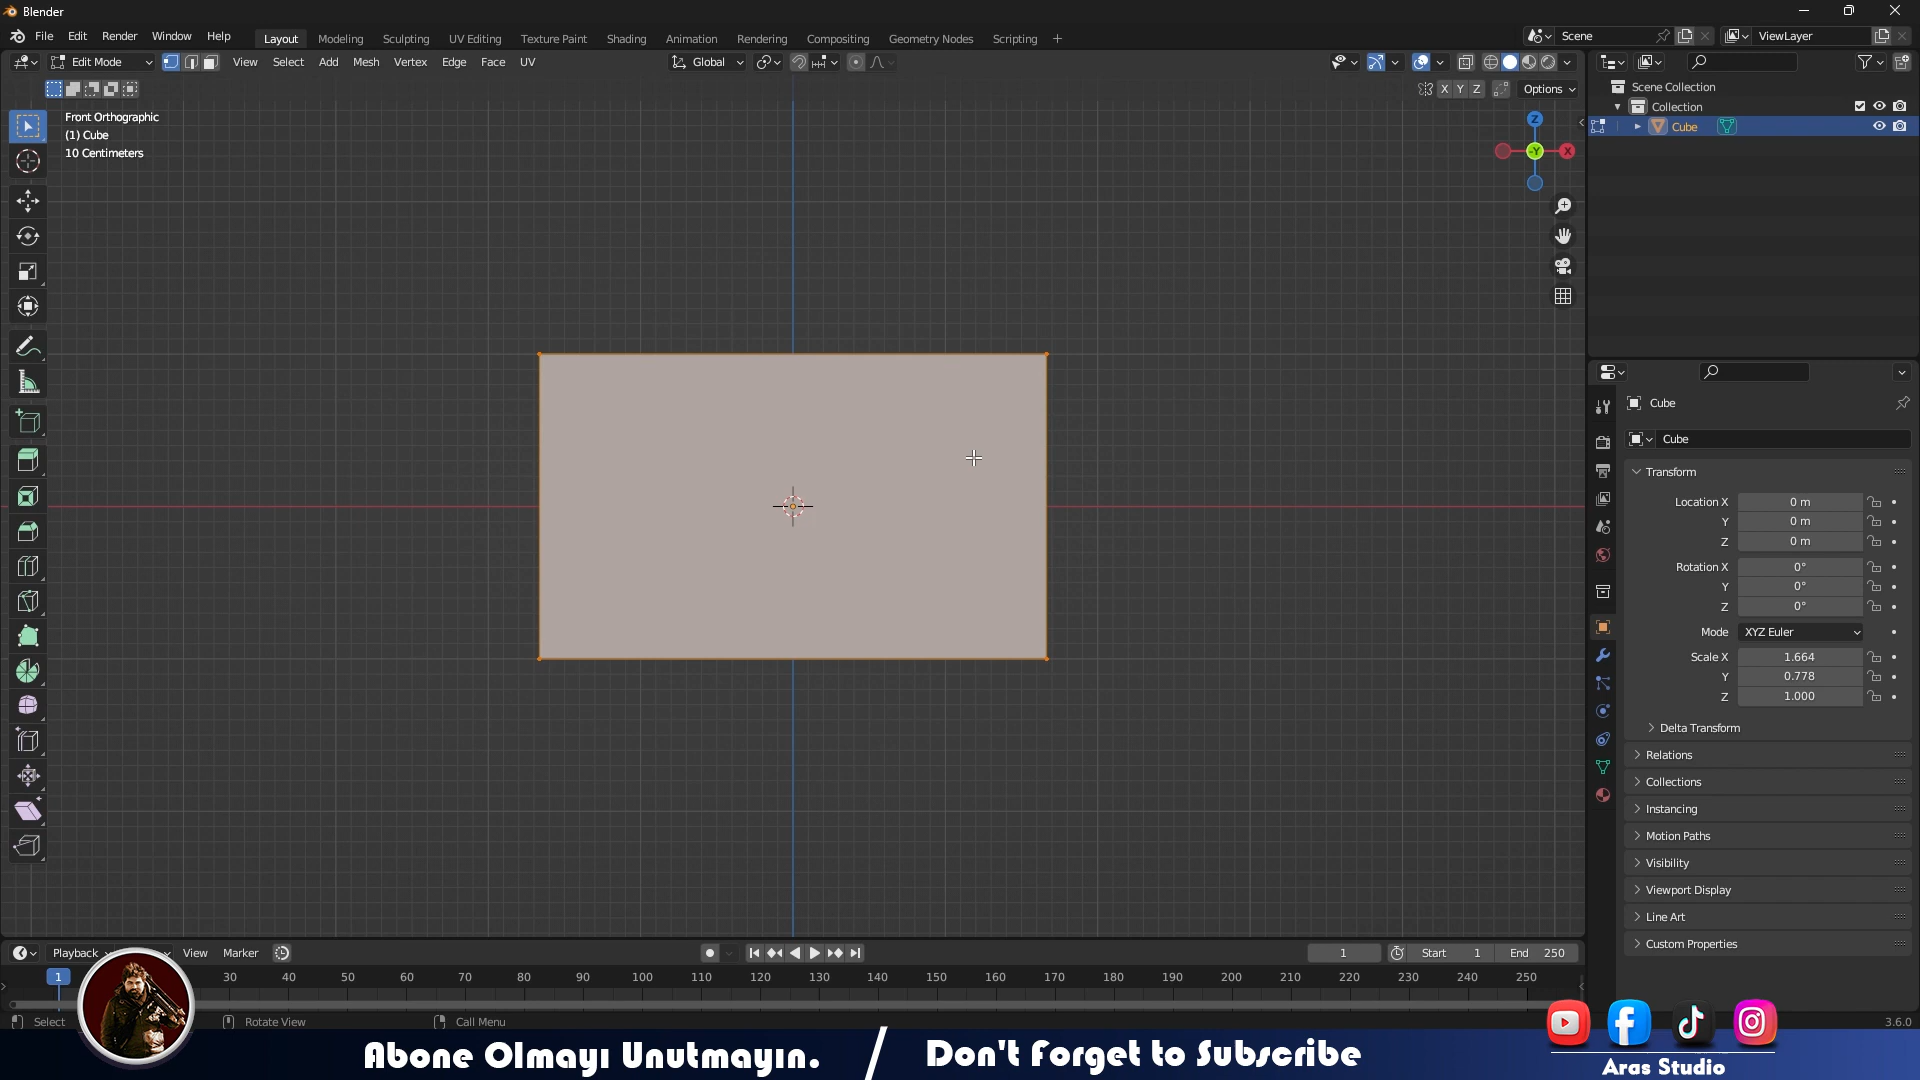 Blender
File Edit Render Window Help
Layout Modeling Sculpting UV Editing Texture Paint Shading Animation Rendering Compositing Geometry Nodes Scripting +
Scene
ViewLayer
Edit Mode View Select Add Mesh Vertex Edge Face UV
Global
X Y Z Options
Front Orthographic
(1) Cube
10 Centimeters
Z
-Y
X
Scene Collection
Collection
Cube
Cube
Cube
Transform
Location X 0 m
Y 0 m
Z 0 m
Rotation X 0°
Y 0°
Z 0°
Mode XYZ Euler
Scale X 1.664
Y 0.778
Z 1.000
Delta Transform
Relations
Collections
Instancing
Motion Paths
Visibility
Viewport Display
Line Art
Custom Properties
Playback View Marker
1 Start 1 End 250
1 30 40 50 60 70 80 90 100 110 120 130 140 150 160 170 180 190 200 210 220 230 240 250
Select Rotate View Call Menu
3.6.0
Abone Olmayı Unutmayın. / Don't Forget to Subscribe
Aras Studio